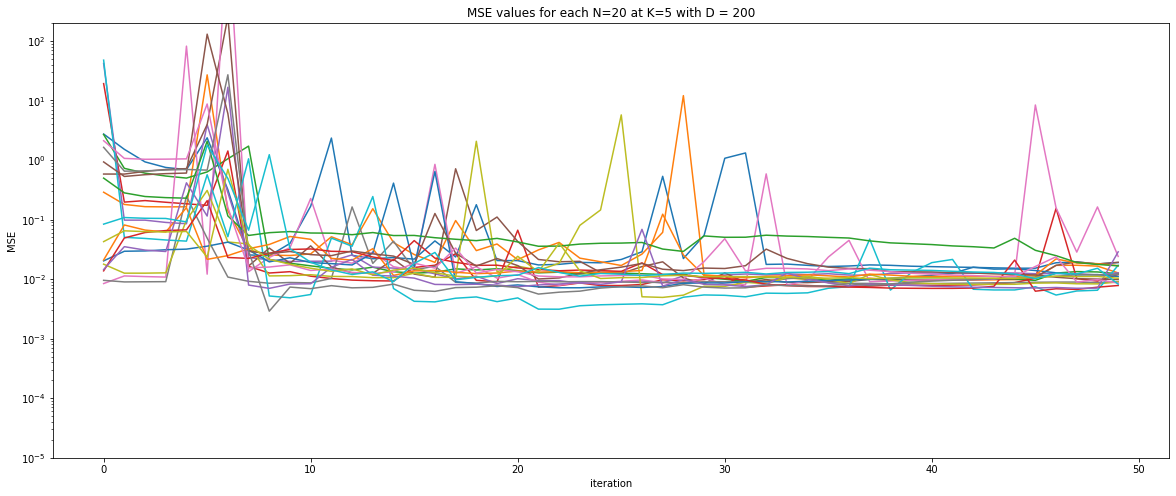 MSE values for each N=20 at K=5 with D = 200
MSE
10²
10¹
10⁰
10⁻¹
10⁻²
10⁻³
10⁻⁴
10⁻⁵
0 10 20 30 40 50
iteration